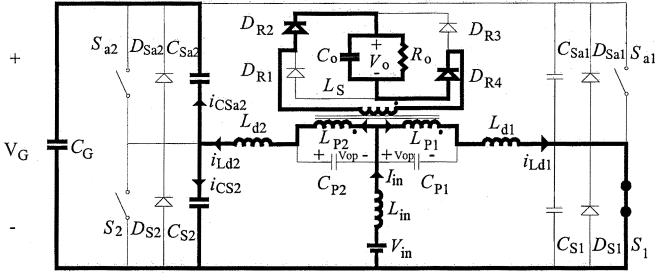 +
V_G
-
C_G
S_a2
D_Sa2
C_Sa2
i_CSa2
i_Ld2
i_CS2
S_2
D_S2
C_S2
L_d2
D_R2
D_R1
C_o
+
V_o
-
R_o
D_R3
D_R4
L_S
L_P2
L_P1
+ Vop -
+ Vop -
C_P2
C_P1
I_in
L_in
V_in
L_d1
i_Ld1
C_Sa1
D_Sa1
S_a1
C_S1
D_S1
S_1